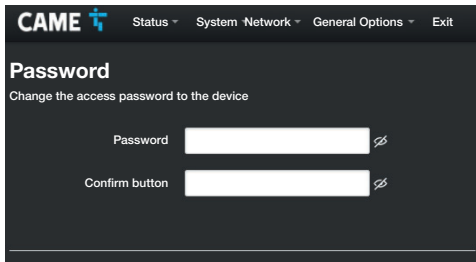 CAME Status System Network General Options Exit
Password
Change the access password to the device
Password
Confirm button